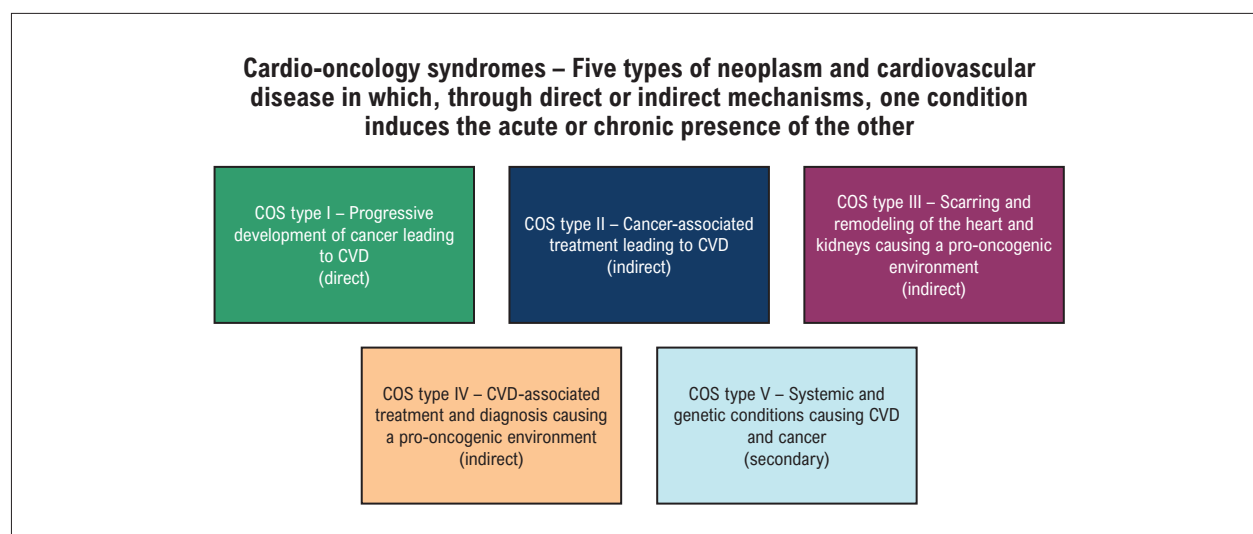 Cardio-oncology syndromes – Five types of neoplasm and cardiovascular
disease in which, through direct or indirect mechanisms, one condition
induces the acute or chronic presence of the other
COS type I – Progressive
development of cancer leading
to CVD
(direct)
COS type II – Cancer-associated
treatment leading to CVD
(indirect)
COS type III – Scarring and
remodeling of the heart and
kidneys causing a pro-oncogenic
environment
(indirect)
COS type IV – CVD-associated
treatment and diagnosis causing
a pro-oncogenic environment
(indirect)
COS type V – Systemic and
genetic conditions causing CVD
and cancer
(secondary)